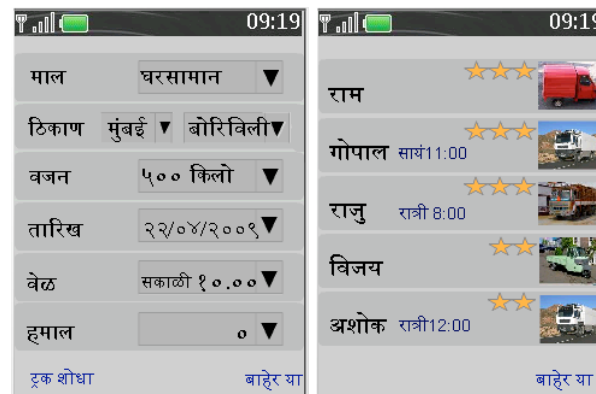 09:19
माल घरसामान
ठिकाण मुंबई बोरिविली
वजन ५०० किलो
तारिख २२/०४/२००९
वेळ सकाळी १०.००
हमाल ०
ट्रक शोधा बाहेर या
09:19
राम
गोपाल सायं11:00
राजु रात्री 8:00
विजय
अशोक रात्री12:00
बाहेर या